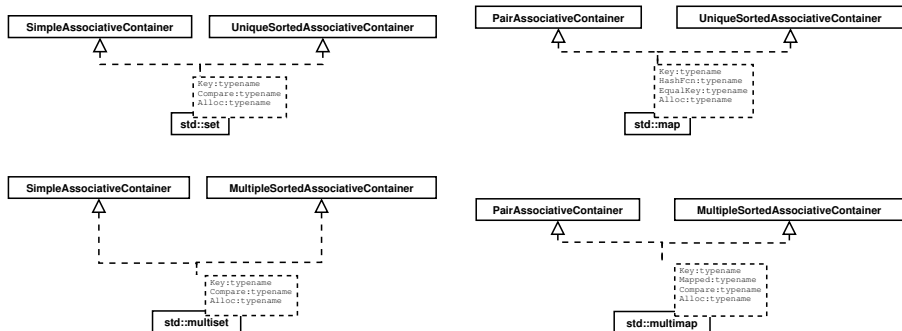 SimpleAssociativeContainer
UniqueSortedAssociativeContainer
Key:typename
Compare:typename
Alloc:typename
std::set
PairAssociativeContainer
UniqueSortedAssociativeContainer
Key:typename
HashFcn:typename
EqualKey:typename
Alloc:typename
std::map
SimpleAssociativeContainer
MultipleSortedAssociativeContainer
Key:typename
Compare:typename
Alloc:typename
std::multiset
PairAssociativeContainer
MultipleSortedAssociativeContainer
Key:typename
Mapped:typename
Compare:typename
Alloc:typename
std::multimap